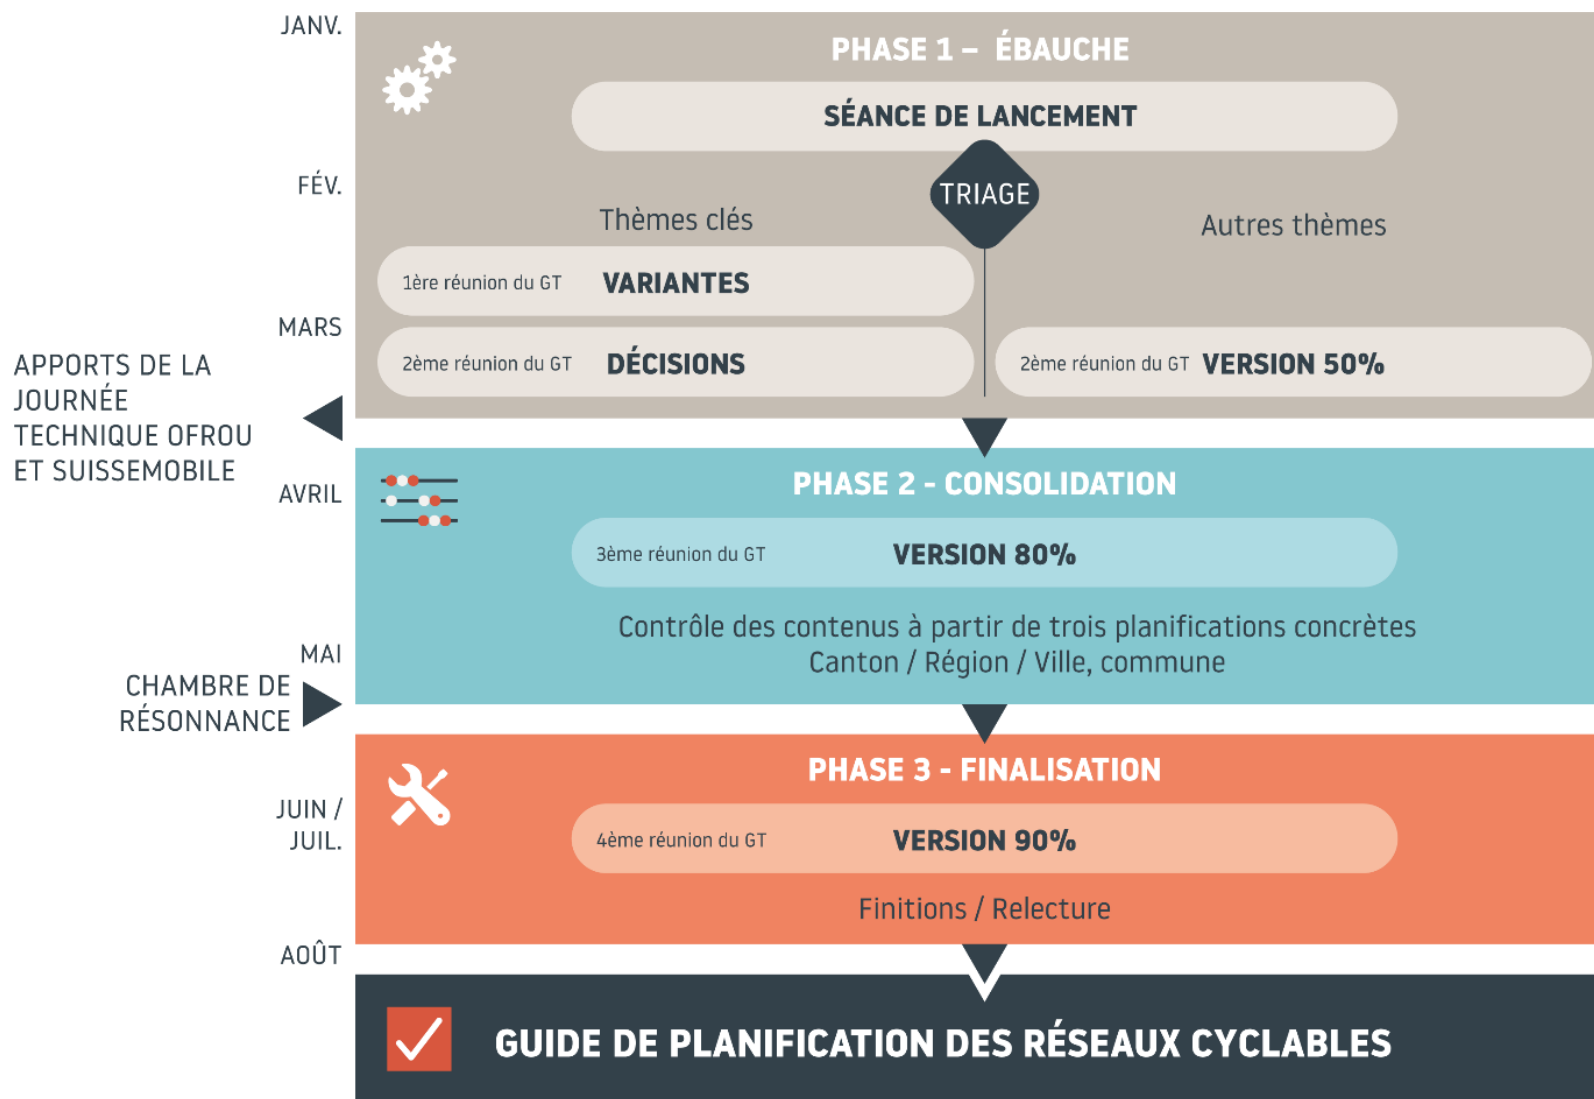 JANV.
PHASE 1 – ÉBAUCHE
SÉANCE DE LANCEMENT
FÉV.
TRIAGE
Thèmes clés
Autres thèmes
1ère réunion du GT VARIANTES
MARS
2ème réunion du GT DÉCISIONS
2ème réunion du GT VERSION 50%
APPORTS DE LA
JOURNÉE
TECHNIQUE OFROU
ET SUISSEMOBILE
AVRIL
PHASE 2 - CONSOLIDATION
3ème réunion du GT VERSION 80%
Contrôle des contenus à partir de trois planifications concrètes
Canton / Région / Ville, commune
MAI
CHAMBRE DE
RÉSONNANCE
PHASE 3 - FINALISATION
JUIN /
JUIL.
4ème réunion du GT VERSION 90%
Finitions / Relecture
AOÛT
GUIDE DE PLANIFICATION DES RÉSEAUX CYCLABLES